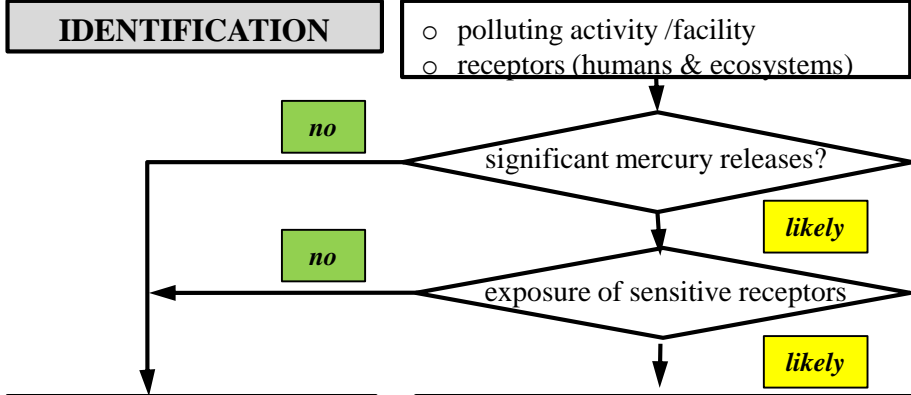 IDENTIFICATION
o polluting activity /facility
o receptors (humans & ecosystems)
no
significant mercury releases?
likely
no
exposure of sensitive receptors
likely